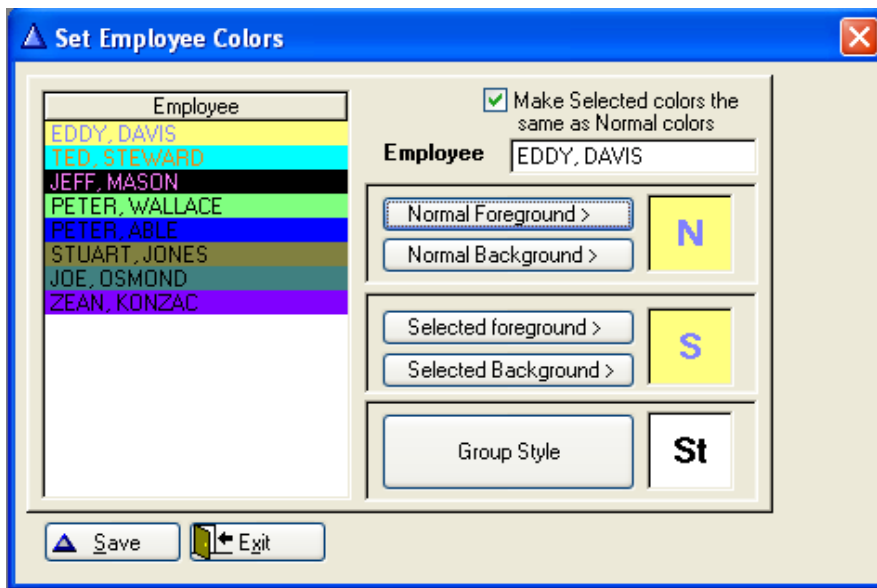 Set Employee Colors
Employee
EDDY, DAVIS
TED, STEWARD
JEFF, MASON
PETER, WALLACE
PETER, ABLE
STUART, JONES
JOE, OSMOND
ZEAN, KONZAC
Make Selected colors the
same as Normal colors
Employee EDDY, DAVIS
Normal Foreground >
N
Normal Background >
Selected foreground >
S
Selected Background >
Group Style
St
Save
Exit